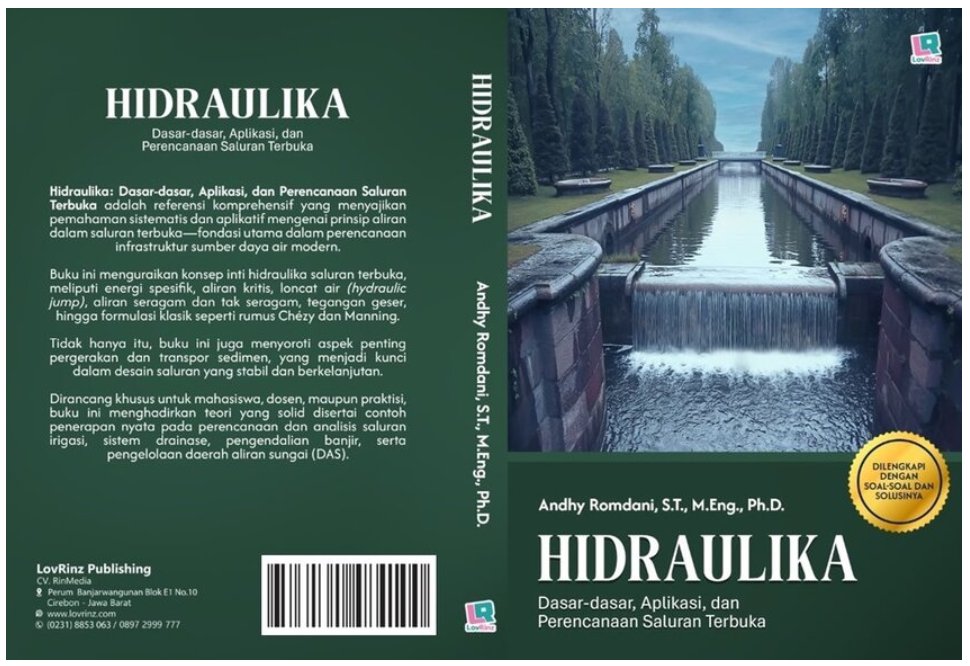 HIDRAULIKA
Dasar-dasar, Aplikasi, dan
Perencanaan Saluran Terbuka
Hidraulika: Dasar-dasar, Aplikasi, dan Perencanaan Saluran
Terbuka adalah referensi komprehensif yang menyajikan
pemahaman sistematis dan aplikatif mengenai prinsip aliran
dalam saluran terbuka—fondasi utama dalam perencanaan
infrastruktur sumber daya air modern.
Buku ini menguraikan konsep inti hidraulika saluran terbuka,
meliputi energi spesifik, aliran kritis, loncat air (hydraulic
jump), aliran seragam dan tak seragam, tegangan geser,
hingga formulasi klasik seperti rumus Chézy dan Manning.
Tidak hanya itu, buku ini juga menyoroti aspek penting
pergerakan dan transpor sedimen, yang menjadi kunci
dalam desain saluran yang stabil dan berkelanjutan.
Dirancang khusus untuk mahasiswa, dosen, maupun praktisi,
buku ini menghadirkan teori yang solid disertai contoh
penerapan nyata pada perencanaan dan analisis saluran
irigasi, sistem drainase, pengendalian banjir, serta
pengelolaan daerah aliran sungai (DAS).
LovRinz Publishing
CV. RinMedia
Perum Banjarwangunan Blok E1 No.10
Cirebon - Jawa Barat
www.lovrinz.com
(0231) 8853 063 / 0897 2999 777
HIDRAULIKA
Andhy Romdani, S.T., M.Eng., Ph.D.
LR
LovRinz
LR
LovRinz
DILENGKAPI
DENGAN
SOAL-SOAL DAN
SOLUSINYA
Andhy Romdani, S.T., M.Eng., Ph.D.
HIDRAULIKA
Dasar-dasar, Aplikasi, dan
Perencanaan Saluran Terbuka